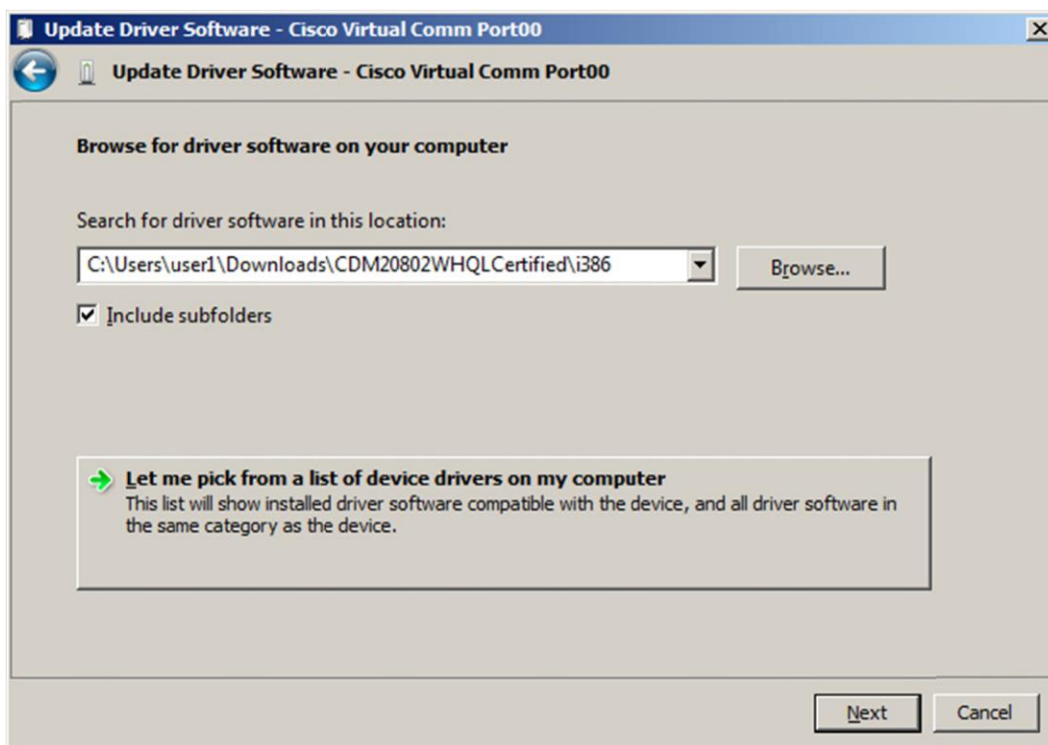 Update Driver Software - Cisco Virtual Comm Port00
Update Driver Software - Cisco Virtual Comm Port00
Browse for driver software on your computer
Search for driver software in this location:
C:\Users\user1\Downloads\CDM20802WHQLCertified\i386
Browse...
Include subfolders
Let me pick from a list of device drivers on my computer
This list will show installed driver software compatible with the device, and all driver software in
the same category as the device.
Next
Cancel